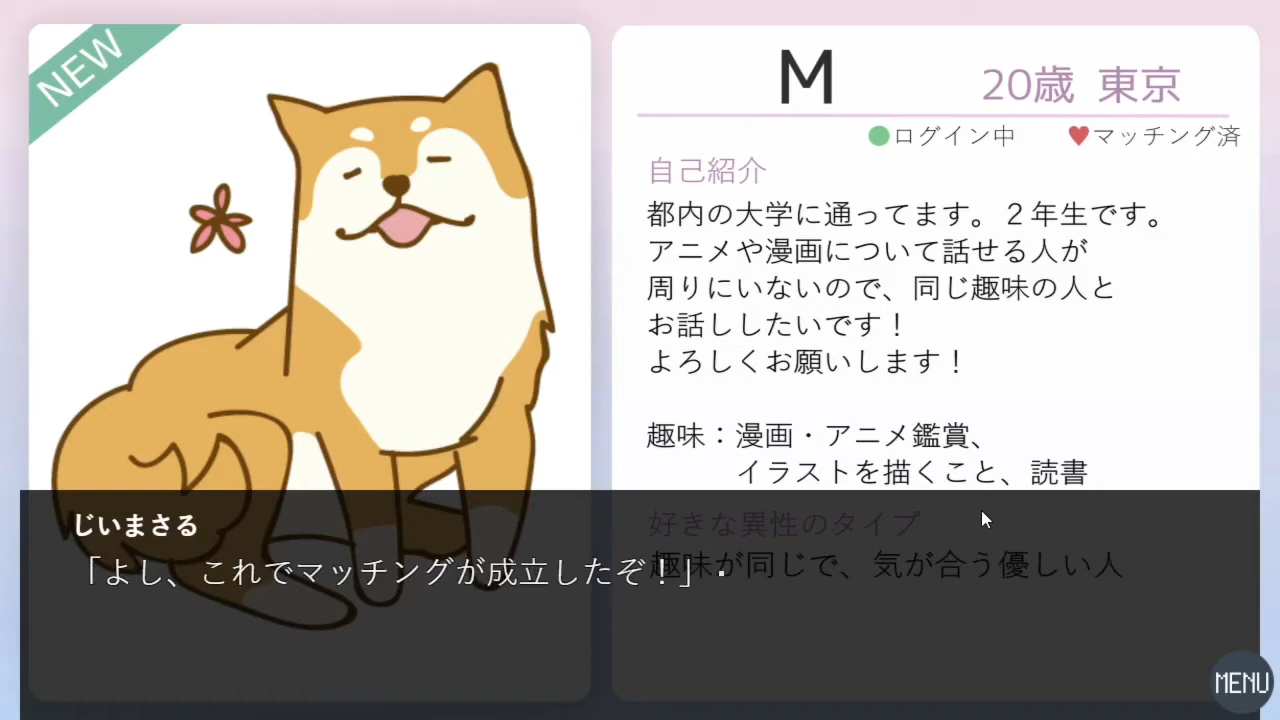 NEW
M
20歳 東京
ログイン中
マッチング済
自己紹介
都内の大学に通ってます。２年生です。
アニメや漫画について話せる人が
周りにいないので、同じ趣味の人と
お話ししたいです！
よろしくお願いします！
趣味：漫画・アニメ鑑賞、
イラストを描くこと、読書
好きな異性のタイプ
趣味が同じで、気が合う優しい人
じいまさる
「よし、これでマッチングが成立したぞ！」
MENU